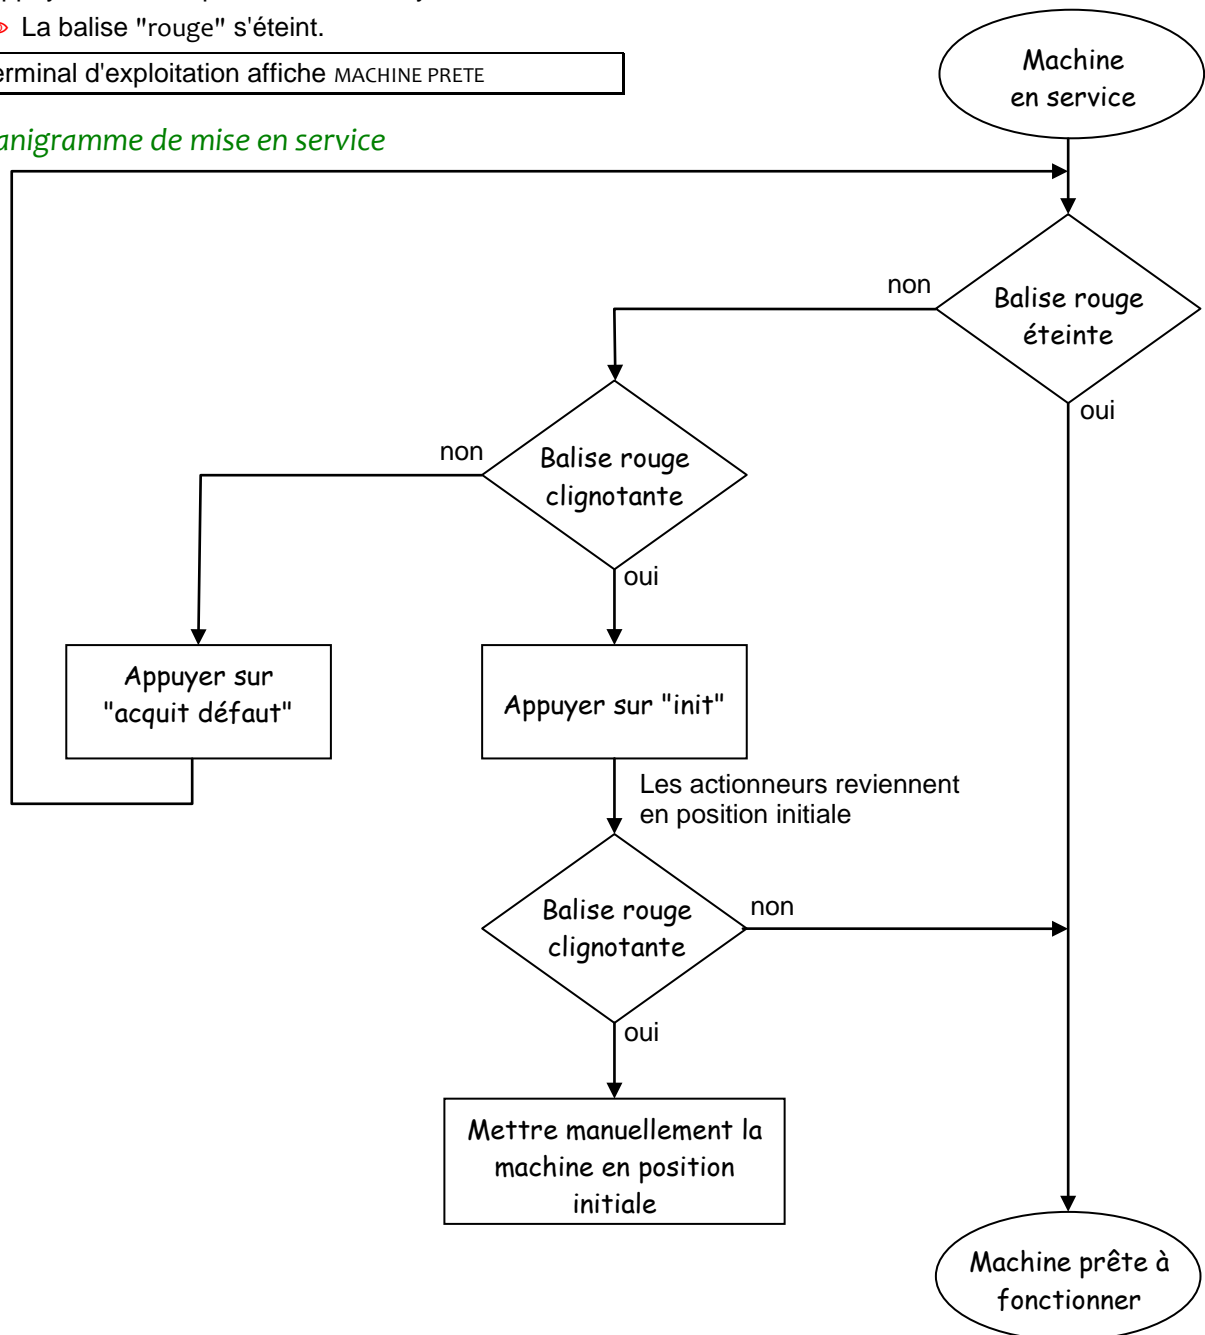 La balise "rouge" s'éteint.
erminal d'exploitation affiche MACHINE PRETE
anigramme de mise en service
Machine
en service
Balise rouge
éteinte
non
oui
Balise rouge
clignotante
non
oui
Appuyer sur
"acquit défaut"
Appuyer sur "init"
Les actionneurs reviennent
en position initiale
Balise rouge
clignotante
non
oui
Mettre manuellement la
machine en position
initiale
Machine prête à
fonctionner